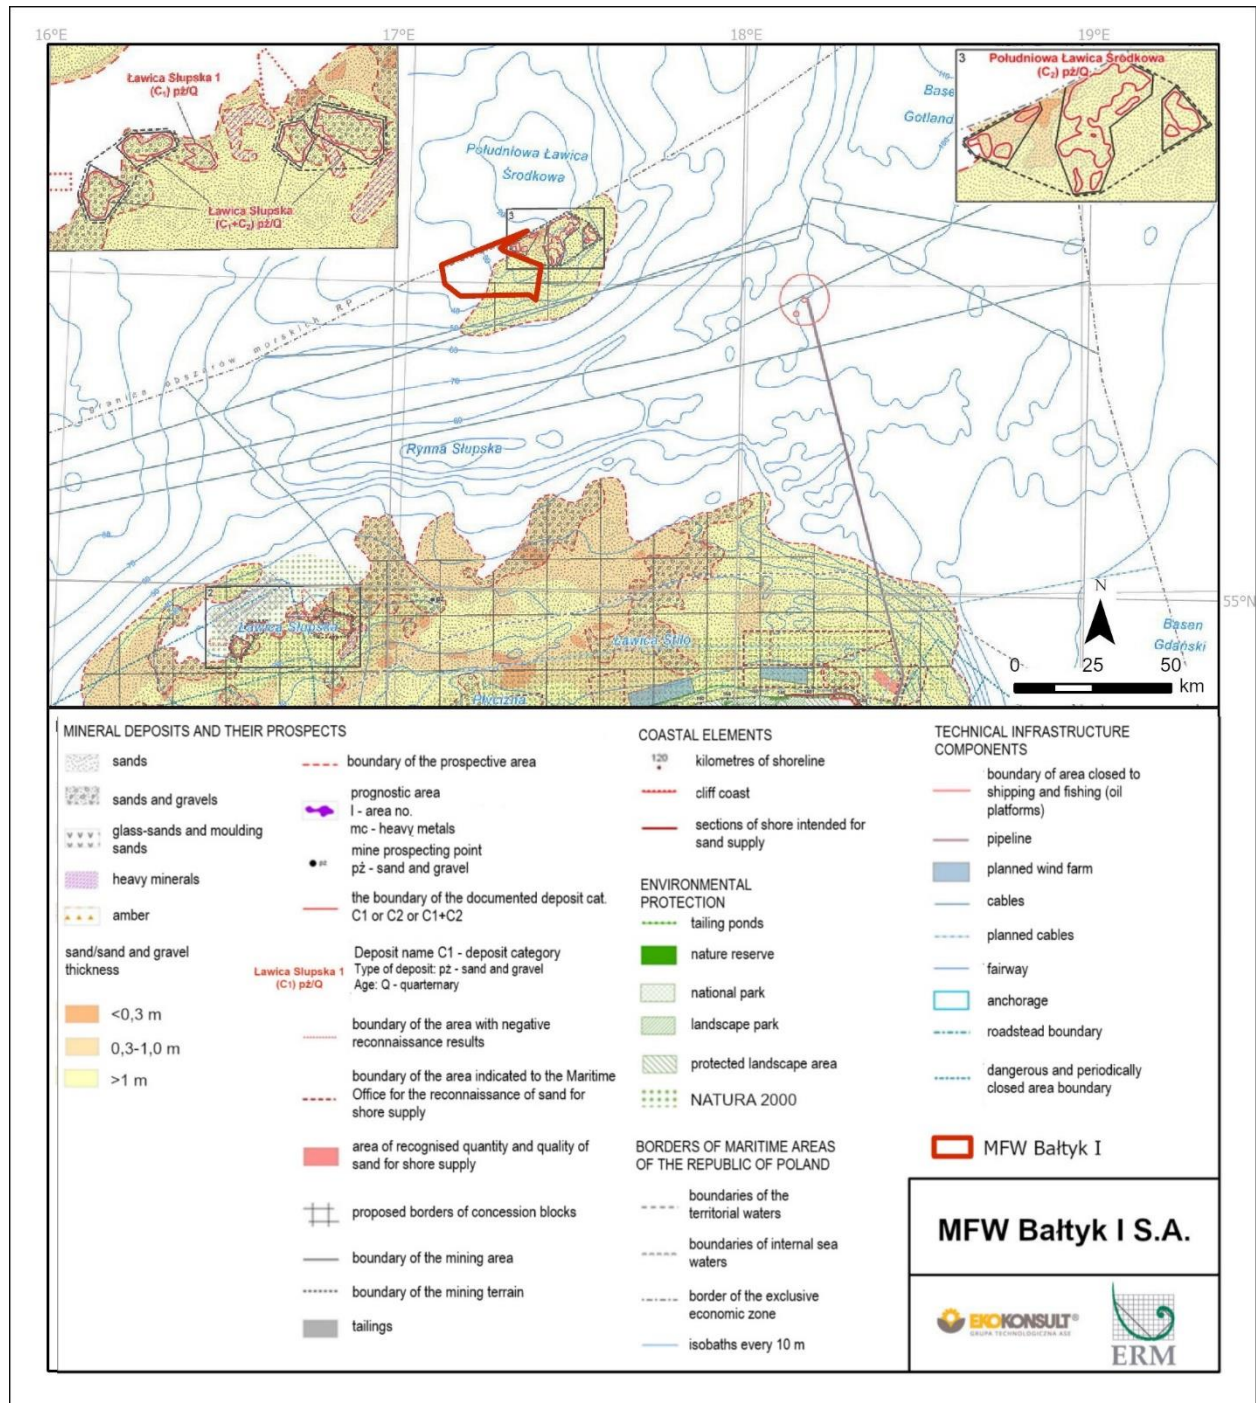 16°E
17°E
18°E
19°E
Ławica Słupska 1
(C₁) pż/Q
Ławica Słupska
(C₁+C₂) pż/Q
Południowa Ławica
Środkowa
3
3
Południowa Ławica Środkowa
(C₂) pż/Q
Basen
Gotland
granica obszarów morskich RP
Rynna Słupska
2
Ławica Słupska
Ławica Stilo
Basen
Gdański
55°N
N
0 25 50
km
MINERAL DEPOSITS AND THEIR PROSPECTS
sands
sands and gravels
glass-sands and moulding
sands
heavy minerals
amber
sand/sand and gravel
thickness
<0,3 m
0,3-1,0 m
>1 m
boundary of the prospective area
prognostic area
I - area no.
mc - heavy metals
mine prospecting point
pż - sand and gravel
pż
the boundary of the documented deposit cat.
C1 or C2 or C1+C2
Ławica Słupska 1
(C1) pż/Q
Deposit name C1 - deposit category
Type of deposit: pż - sand and gravel
Age: Q - quarternary
boundary of the area with negative
reconnaissance results
boundary of the area indicated to the Maritime
Office for the reconnaissance of sand for
shore supply
area of recognised quantity and quality of
sand for shore supply
proposed borders of concession blocks
boundary of the mining area
boundary of the mining terrain
tailings
COASTAL ELEMENTS
120
kilometres of shoreline
cliff coast
sections of shore intended for
sand supply
ENVIRONMENTAL
PROTECTION
tailing ponds
nature reserve
national park
landscape park
protected landscape area
NATURA 2000
BORDERS OF MARITIME AREAS
OF THE REPUBLIC OF POLAND
boundaries of the
territorial waters
boundaries of internal sea
waters
border of the exclusive
economic zone
isobaths every 10 m
TECHNICAL INFRASTRUCTURE
COMPONENTS
boundary of area closed to
shipping and fishing (oil
platforms)
pipeline
planned wind farm
cables
planned cables
fairway
anchorage
roadstead boundary
dangerous and periodically
closed area boundary
MFW Bałtyk I
MFW Bałtyk I S.A.
EKOKONSULT®
GRUPA TECHNOLOGICZNA ASE
ERM